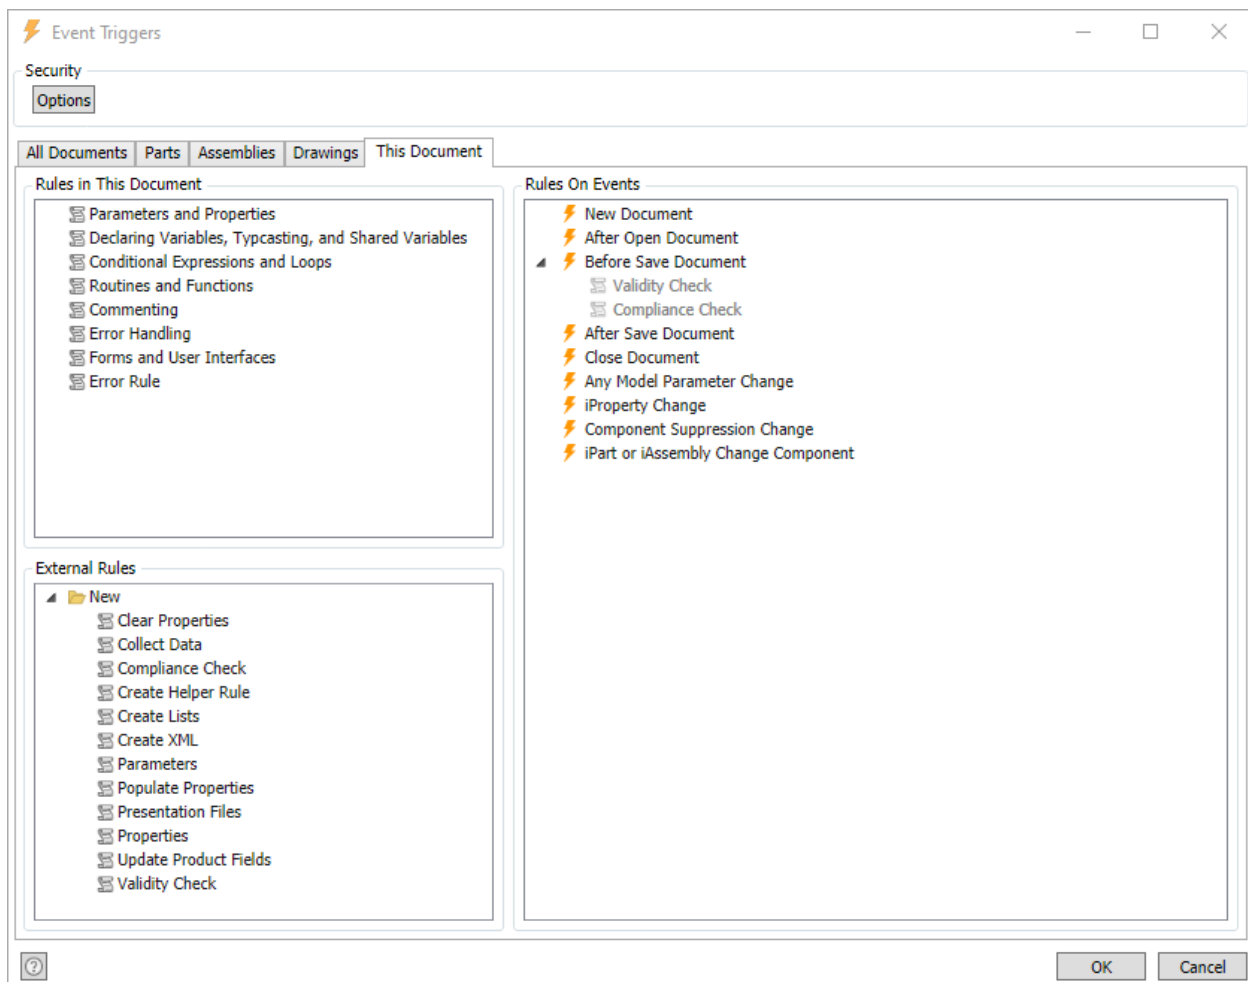 Event Triggers
Security
Options
All Documents
Parts
Assemblies
Drawings
This Document
Rules in This Document
Parameters and Properties
Declaring Variables, Typcasting, and Shared Variables
Conditional Expressions and Loops
Routines and Functions
Commenting
Error Handling
Forms and User Interfaces
Error Rule
External Rules
New
Clear Properties
Collect Data
Compliance Check
Create Helper Rule
Create Lists
Create XML
Parameters
Populate Properties
Presentation Files
Properties
Update Product Fields
Validity Check
Rules On Events
New Document
After Open Document
Before Save Document
Validity Check
Compliance Check
After Save Document
Close Document
Any Model Parameter Change
iProperty Change
Component Suppression Change
iPart or iAssembly Change Component
?
OK
Cancel